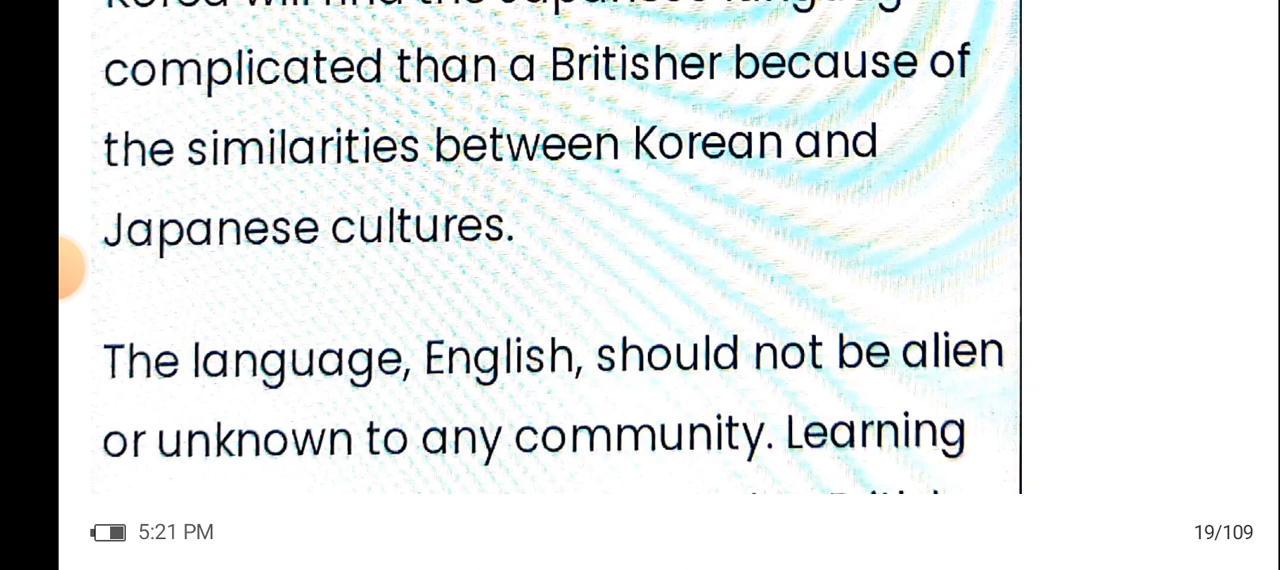 complicated than a Britisher because of
the similarities between Korean and
Japanese cultures.
The language, English, should not be alien
or unknown to any community. Learning
5:21 PM
19/109